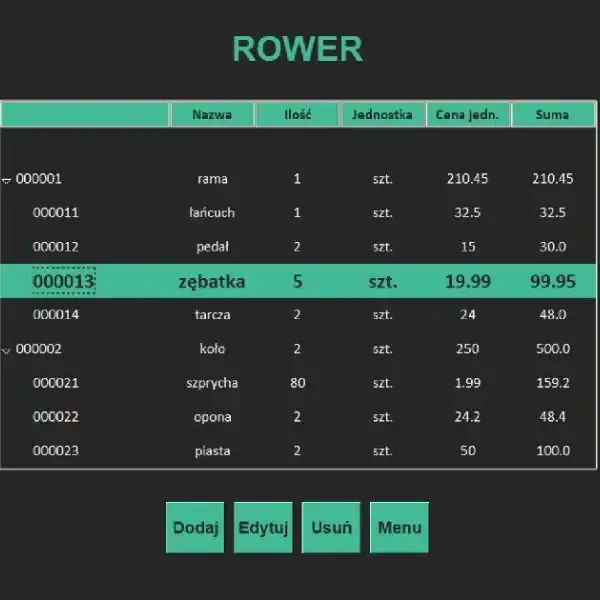 ROWER
Nazwa Ilość Jednostka Cena jedn. Suma
000001 rama 1 szt. 210.45 210.45
000011 łańcuch 1 szt. 32.5 32.5
000012 pedał 2 szt. 15 30.0
000013 zębatka 5 szt. 19.99 99.95
000014 tarcza 2 szt. 24 48.0
000002 koło 2 szt. 250 500.0
000021 szprycha 80 szt. 1.99 159.2
000022 opona 2 szt. 24.2 48.4
000023 piasta 2 szt. 50 100.0
Dodaj Edytuj Usuń Menu